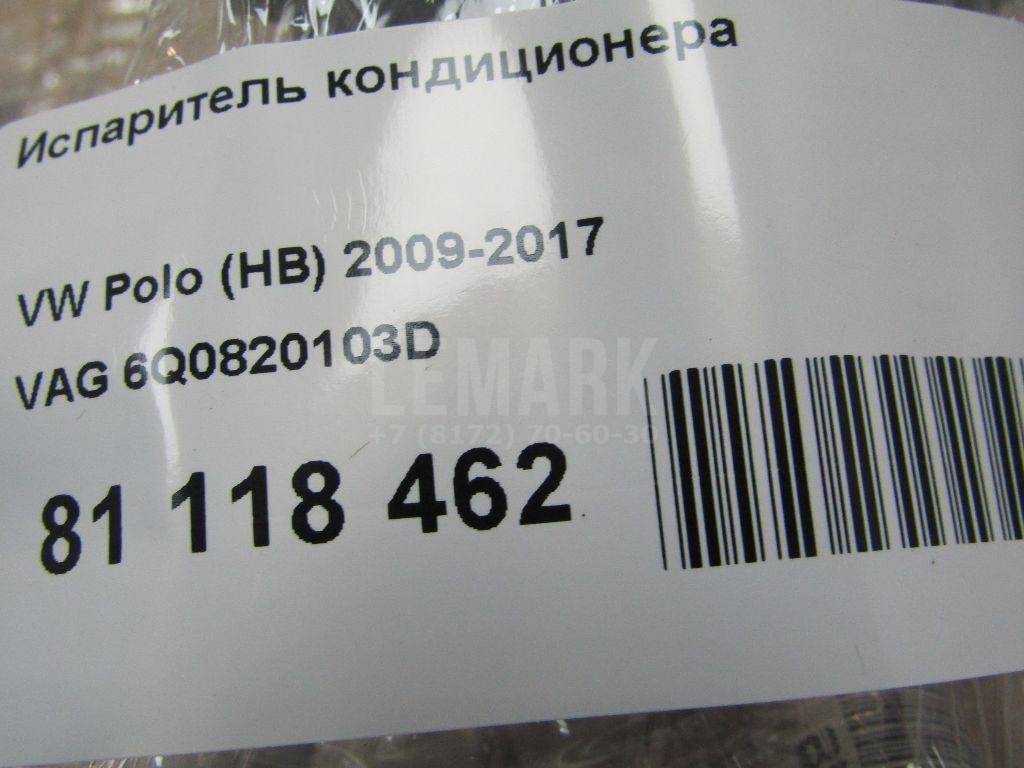 Испаритель кондиционера
VW Polo (HB) 2009-2017
VAG 6Q0820103D
LEMARK
+7 (8172) 70-60-30
81 118 462